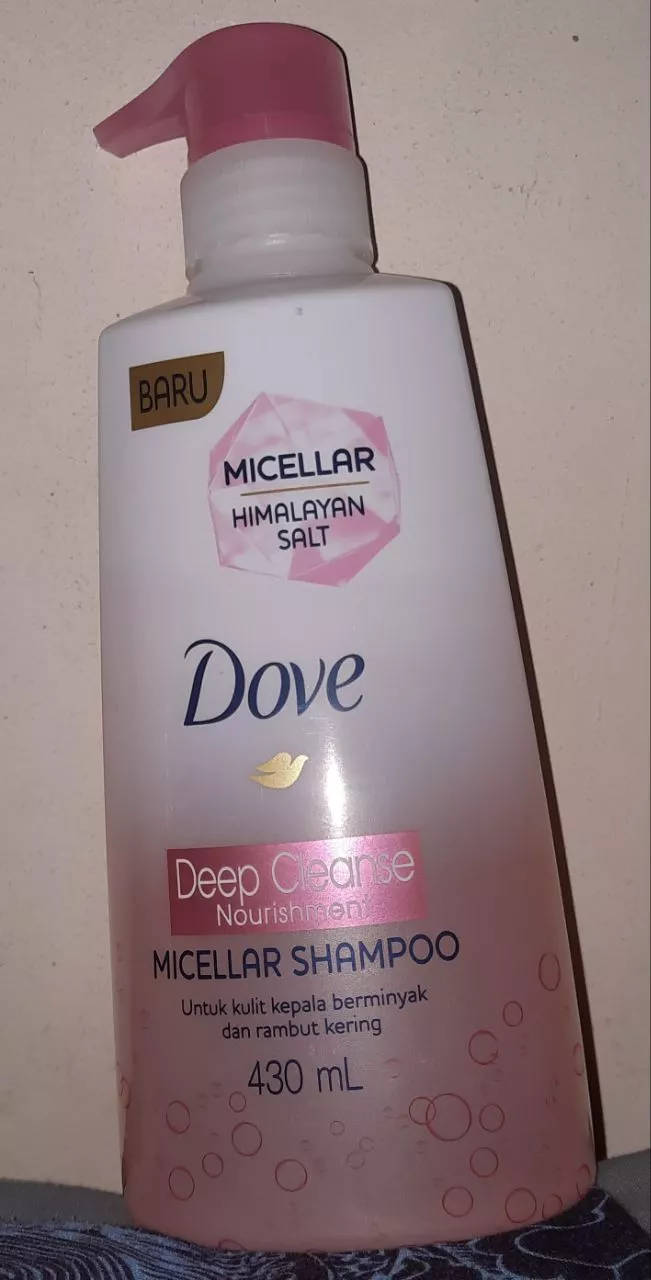 BARU
MICELLAR
HIMALAYAN
SALT
Dove
Deep Cleanse
Nourishment
MICELLAR SHAMPOO
Untuk kulit kepala berminyak
dan rambut kering
430 mL